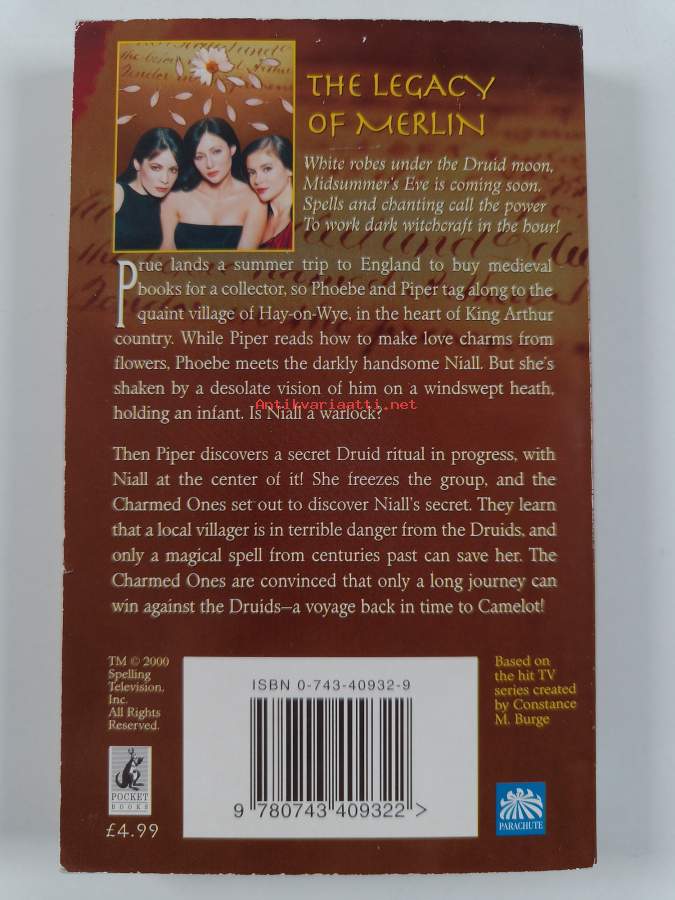 THE LEGACY
OF MERLIN
White robes under the Druid moon,
Midsummer's Eve is coming soon.
Spells and chanting call the power
To work dark witchcraft in the hour!
Prue lands a summer trip to England to buy medieval
books for a collector, so Phoebe and Piper tag along to the
quaint village of Hay-on-Wye, in the heart of King Arthur
country. While Piper reads how to make love charms from
flowers, Phoebe meets the darkly handsome Niall. But she's
shaken by a desolate vision of him on a windswept heath,
holding an infant. Is Niall a warlock?
Antikvariaatti.net
Then Piper discovers a secret Druid ritual in progress, with
Niall at the center of it! She freezes the group, and the
Charmed Ones set out to discover Niall's secret. They learn
that a local villager is in terrible danger from the Druids, and
only a magical spell from centuries past can save her. The
Charmed Ones are convinced that only a long journey can
win against the Druids—a voyage back in time to Camelot!
TM © 2000
Spelling
Television,
Inc.
All Rights
Reserved.
POCKET
BOOKS
£4.99
ISBN 0-743-40932-9
9 780743 409322 >
Based on
the hit TV
series created
by Constance
M. Burge
PARACHUTE